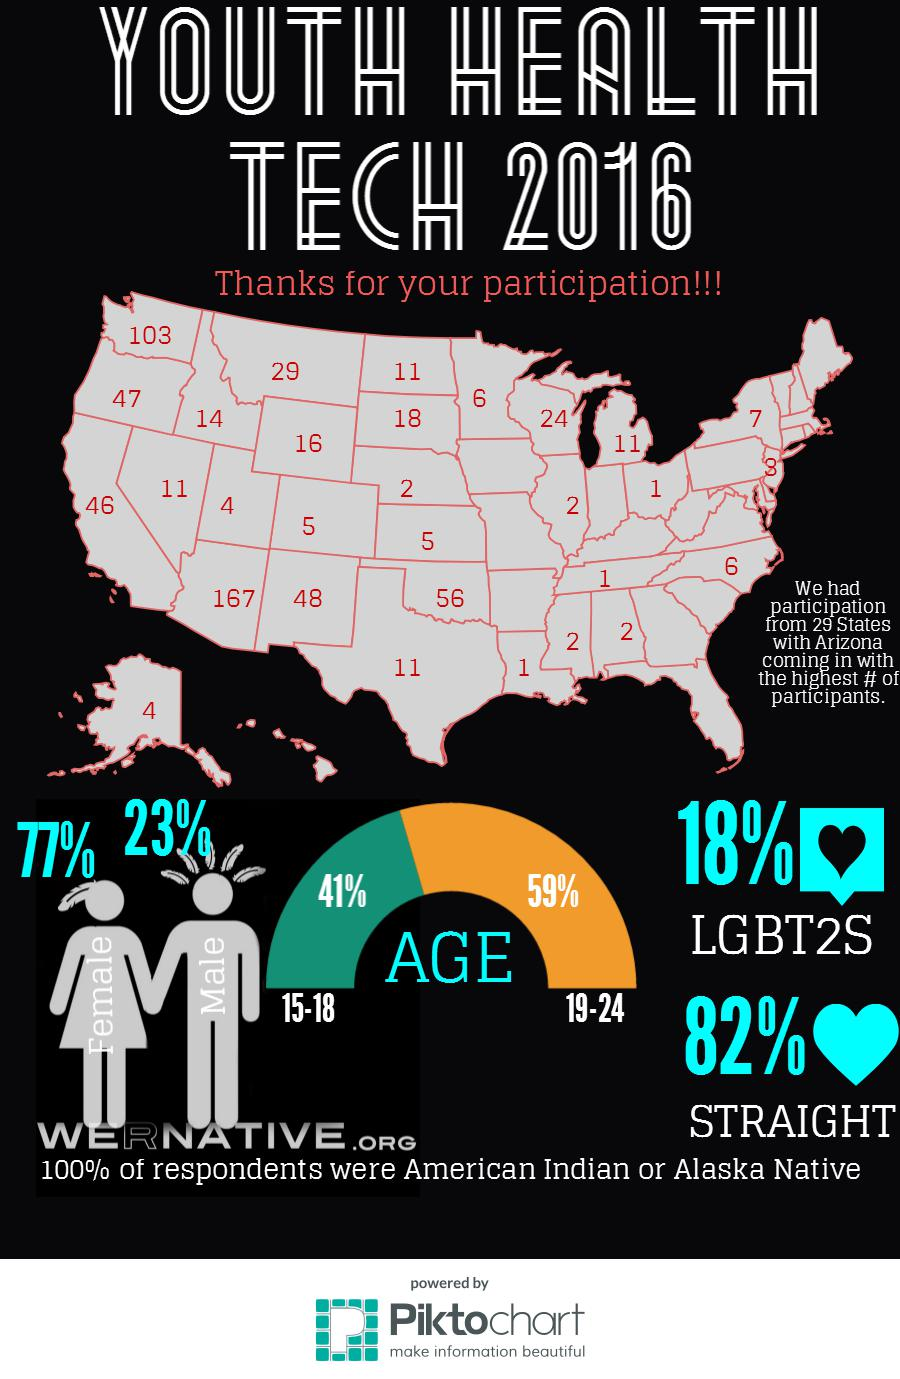 YOUTH HEALTH
TECH 2016
Thanks for your participation!!!
103
29
11
47
6
14
18
24
7
16
11
3
46
11
4
2
2
1
5
5
6
1
167
48
56
2
2
11
1
4
We had
participation
from 29 States
with Arizona
coming in with
the highest # of
participants.
77%
23%
Female
Male
41%
59%
AGE
15-18
19-24
18%
LGBT2S
82%
STRAIGHT
WERNATIVE.ORG
100% of respondents were American Indian or Alaska Native
powered by
Piktochart
make information beautiful